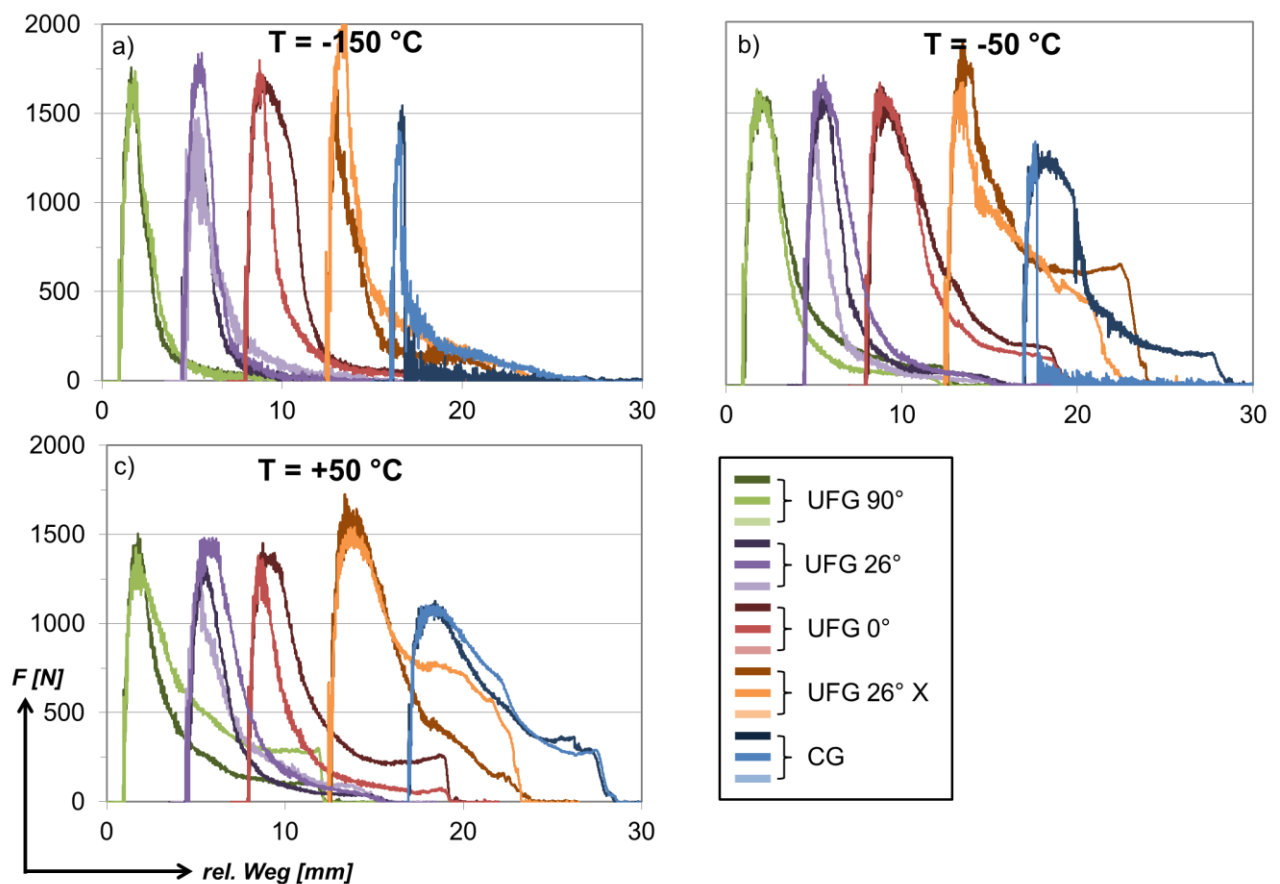 2000
a)
T = -150 °C
1500
1000
500
0
0 10 20 30
b)
T = -50 °C
0 10 20 30
2000
c)
T = +50 °C
1500
1000
500
0
0 10 20 30
F [N]
rel. Weg [mm]
UFG 90°
UFG 26°
UFG 0°
UFG 26° X
CG